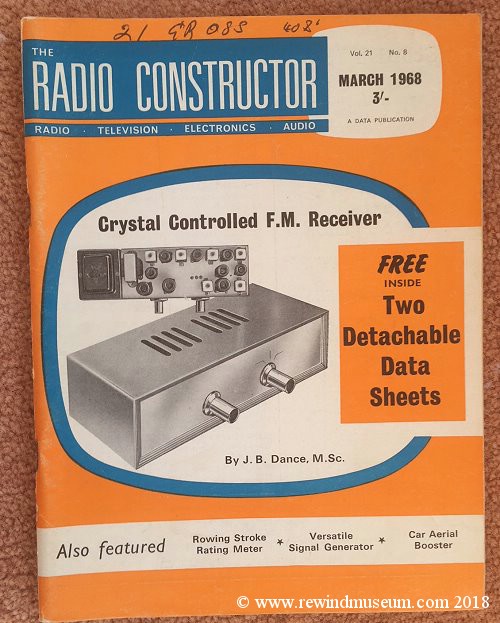 21 GR OSS 408'
THE
RADIO CONSTRUCTOR
RADIO · TELEVISION · ELECTRONICS · AUDIO
Vol. 21 No. 8
MARCH 1968
3/-
A DATA PUBLICATION
Crystal Controlled F.M. Receiver
FREE
INSIDE
Two
Detachable
Data
Sheets
By J. B. Dance, M.Sc.
Also featured
Rowing Stroke
Rating Meter
★
Versatile
Signal Generator
★
Car Aerial
Booster
© www.rewindmuseum.com 2018